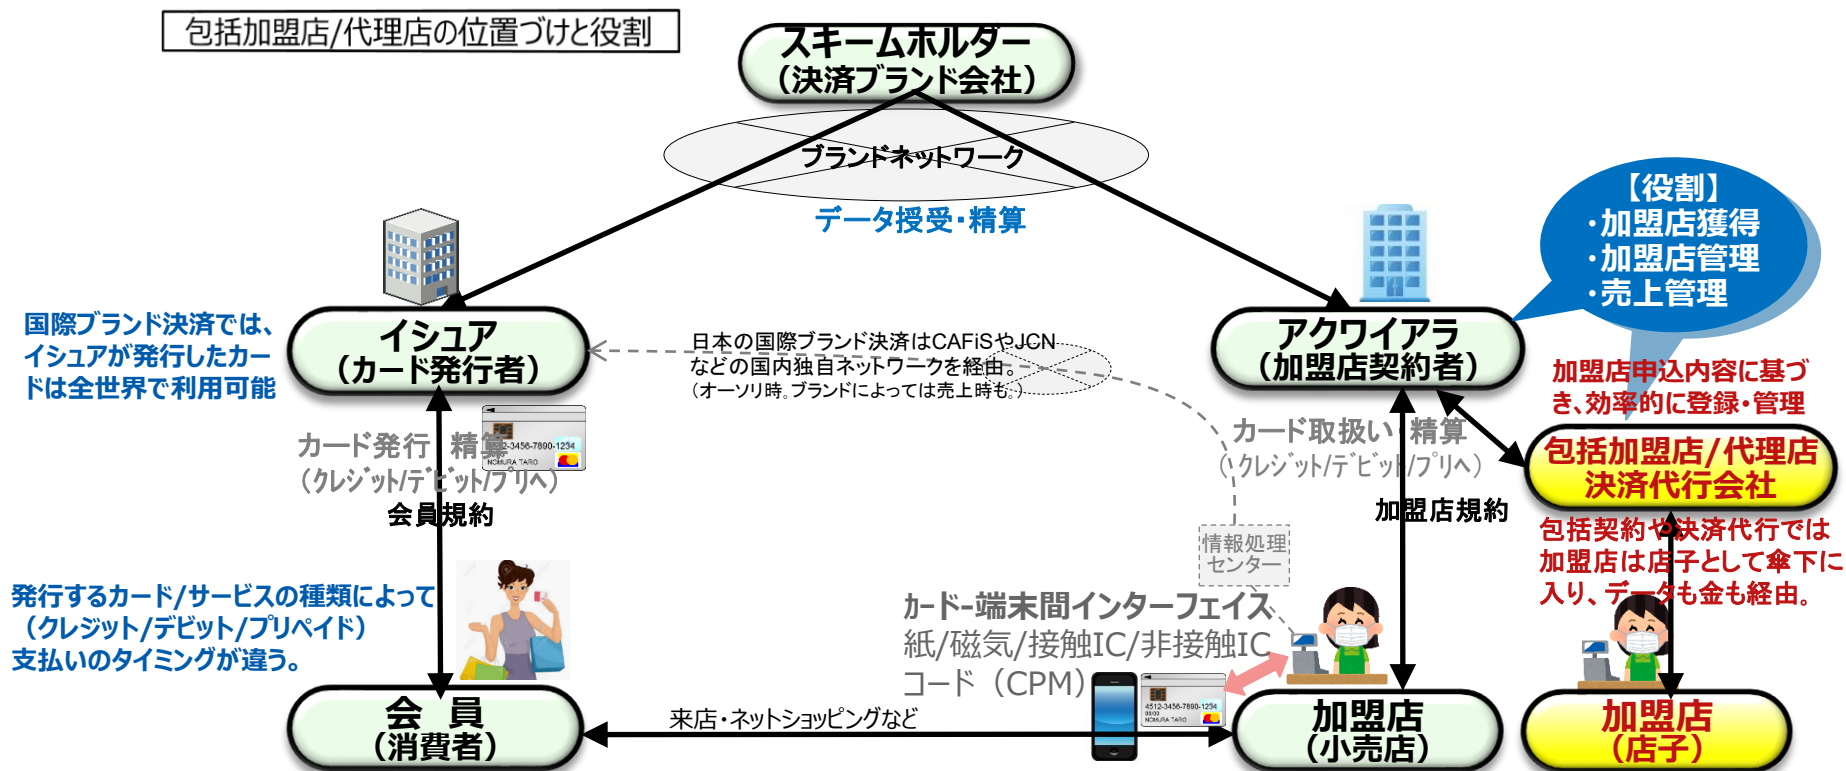 包括加盟店/代理店の位置づけと役割
スキームホルダー
（決済ブランド会社）
ブランドネットワーク
データ授受・精算
【役割】
・加盟店獲得
・加盟店管理
・売上管理
国際ブランド決済では、
イシュアが発行したカー
ドは全世界で利用可能
イシュア
（カード発行者）
日本の国際ブランド決済はCAFiSやJCN
などの国内独自ネットワークを経由。
（オーソリ時。ブランドによっては売上時も。）
アクワイアラ
（加盟店契約者）
加盟店申込内容に基づ
き、効率的に登録・管理
カード発行 精算
（クレジット/デビット/プリペ）
会員規約
3456-7890-1234
NOMURA TARO
カード取扱い 精算
（クレジット/デビット/プリペ）
加盟店規約
包括加盟店/代理店
決済代行会社
包括契約や決済代行では
加盟店は店子として傘下に
入り、データも金も経由。
情報処理
センター
発行するカード/サービスの種類によって
（クレジット/デビット/プリペイド）
支払いのタイミングが違う。
カード-端末間インターフェイス
紙/磁気/接触IC/非接触IC
コード（CPM）
4512-3456-7890-1234
00/00
NOMURA TARO
会 員
（消費者）
来店・ネットショッピングなど
加盟店
（小売店）
加盟店
（店子）